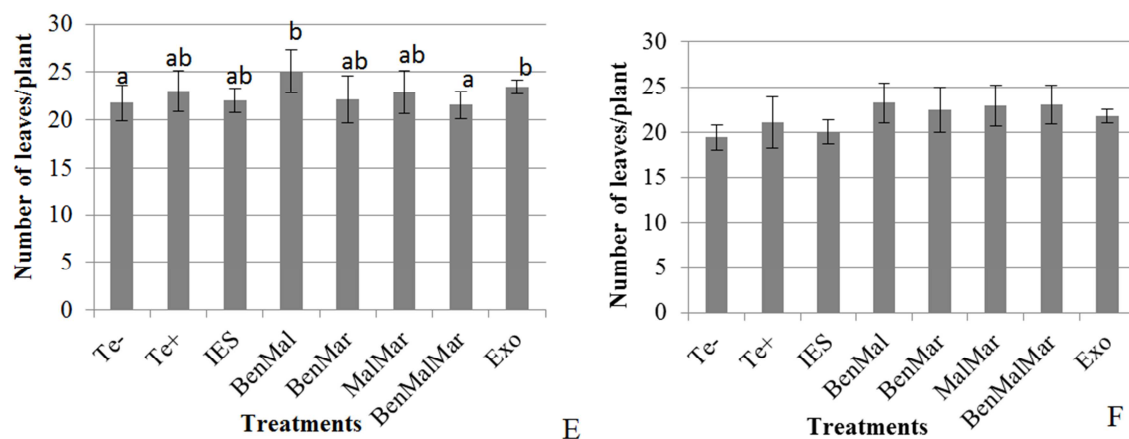 Number of leaves/plant
30
25
20
15
10
5
0
a
ab
ab
b
ab
ab
a
b
Te-
Te+
IES
BenMal
BenMar
MalMar
BenMalMar
Exo
Treatments
E
Number of leaves/plant
30
25
20
15
10
5
0
Te-
Te+
IES
BenMal
BenMar
MalMar
BenMalMar
Exo
Treatments
F